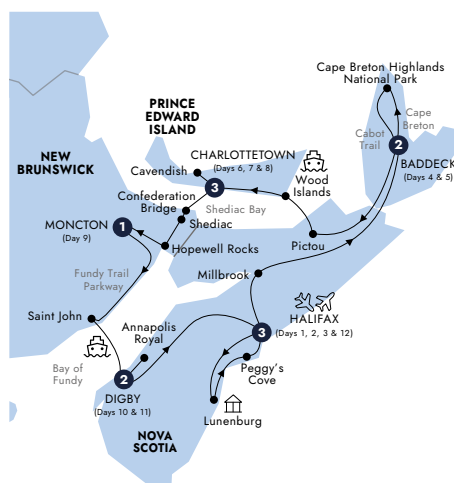 Cape Breton Highlands
National Park
PRINCE
EDWARD
ISLAND
Cape
Breton
Cabot
Trail
2
BADDECK
(Days 4 & 5)
NEW
BRUNSWICK
CHARLOTTETOWN
(Days 6, 7 & 8)
Cavendish
3
Wood
Islands
Confederation
Bridge
Shediac Bay
Shediac
1
MONCTON
(Day 9)
Hopewell Rocks
Pictou
Millbrook
Fundy Trail
Parkway
Saint John
Annapolis
Royal
HALIFAX
(Days 1, 2, 3 & 12)
3
Bay of
Fundy
Peggy's
Cove
2
DIGBY
(Days 10 & 11)
Lunenburg
NOVA
SCOTIA